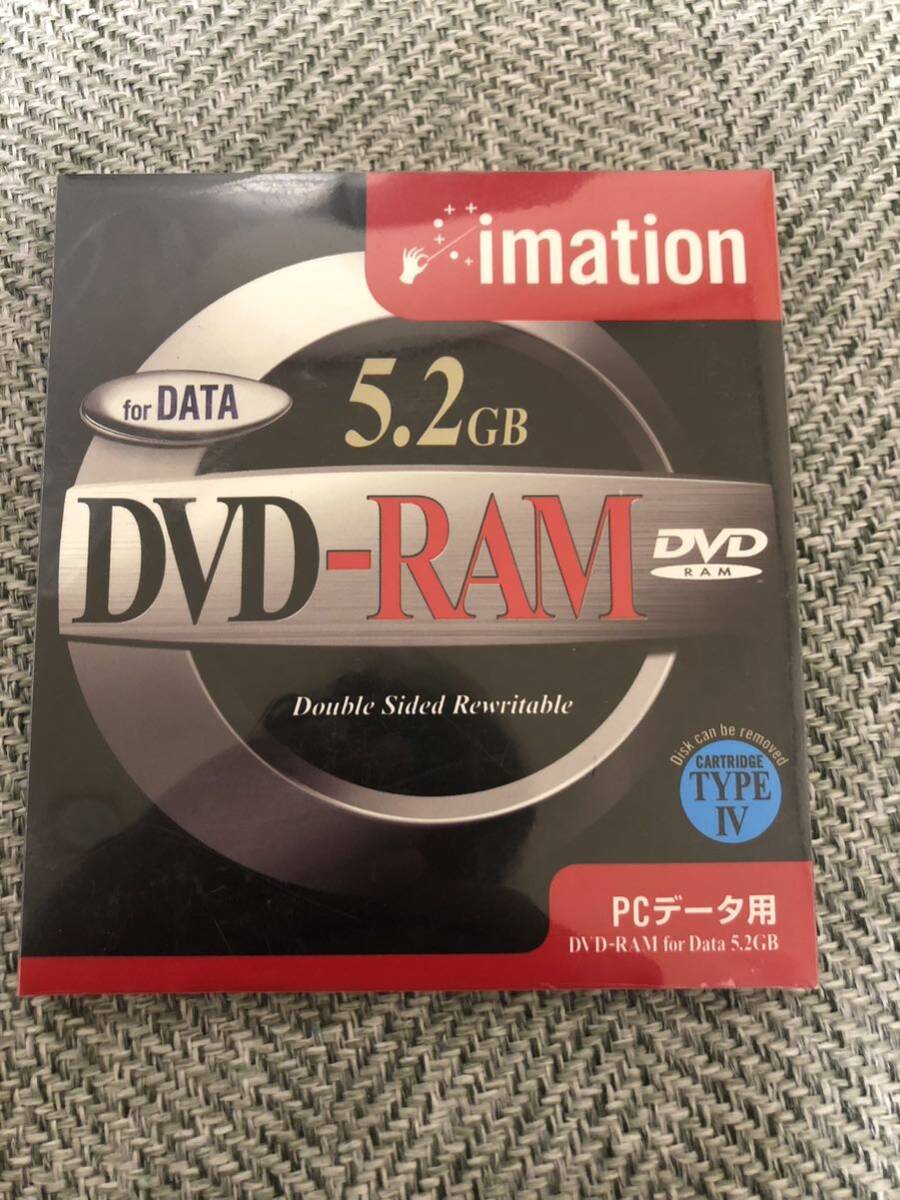 imation
for DATA
5.2GB
DVD-RAM
DVD
RAM
Double Sided Rewritable
Disk can be removed
CARTRIDGE
TYPE
IV
PCデータ用
DVD-RAM for Data 5.2GB